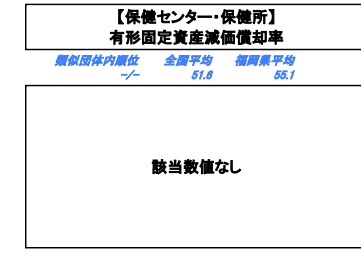 【保健センター・保健所】
有形固定資産減価償却率
類似団体内順位 全国平均 福岡県平均
-/- 51.6 55.1
該当数値なし